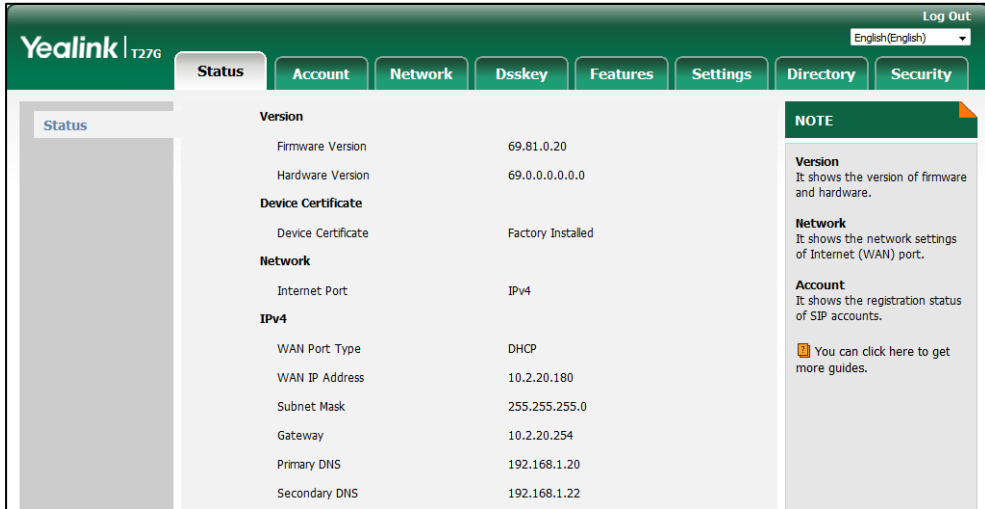 Log Out
Yealink | T27G
English(English)
Status
Account
Network
Dsskey
Features
Settings
Directory
Security
Status
Version
Firmware Version 69.81.0.20
Hardware Version 69.0.0.0.0.0.0
Device Certificate
Device Certificate Factory Installed
Network
Internet Port IPv4
IPv4
WAN Port Type DHCP
WAN IP Address 10.2.20.180
Subnet Mask 255.255.255.0
Gateway 10.2.20.254
Primary DNS 192.168.1.20
Secondary DNS 192.168.1.22
NOTE
Version
It shows the version of firmware
and hardware.
Network
It shows the network settings
of Internet (WAN) port.
Account
It shows the registration status
of SIP accounts.
You can click here to get
more guides.